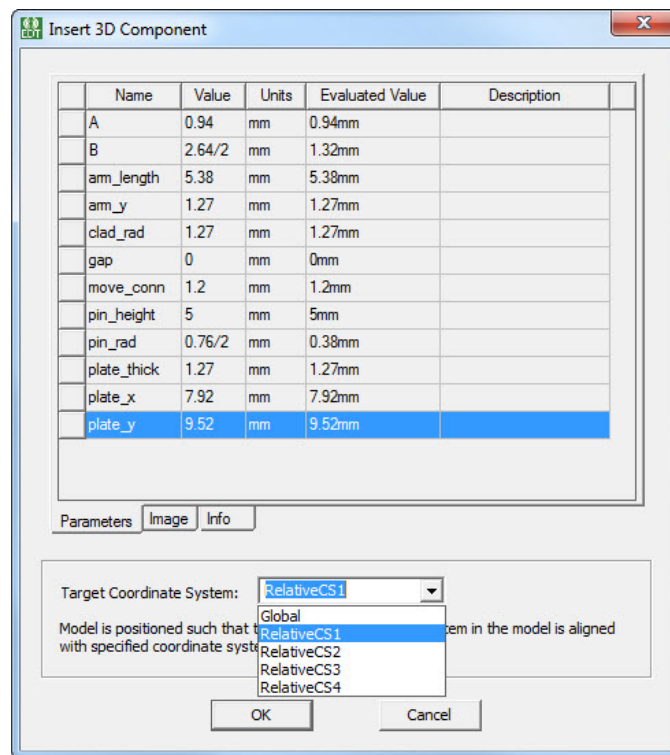 EDT
Insert 3D Component
Name Value Units Evaluated Value Description
A 0.94 mm 0.94mm
B 2.64/2 mm 1.32mm
arm_length 5.38 mm 5.38mm
arm_y 1.27 mm 1.27mm
clad_rad 1.27 mm 1.27mm
gap 0 mm 0mm
move_conn 1.2 mm 1.2mm
pin_height 5 mm 5mm
pin_rad 0.76/2 mm 0.38mm
plate_thick 1.27 mm 1.27mm
plate_x 7.92 mm 7.92mm
plate_y 9.52 mm 9.52mm
Parameters Image Info
Target Coordinate System: RelativeCS1
Global
Model is positioned such that in the model is aligned
RelativeCS1
with specified coordinate
RelativeCS2
RelativeCS3
RelativeCS4
OK Cancel